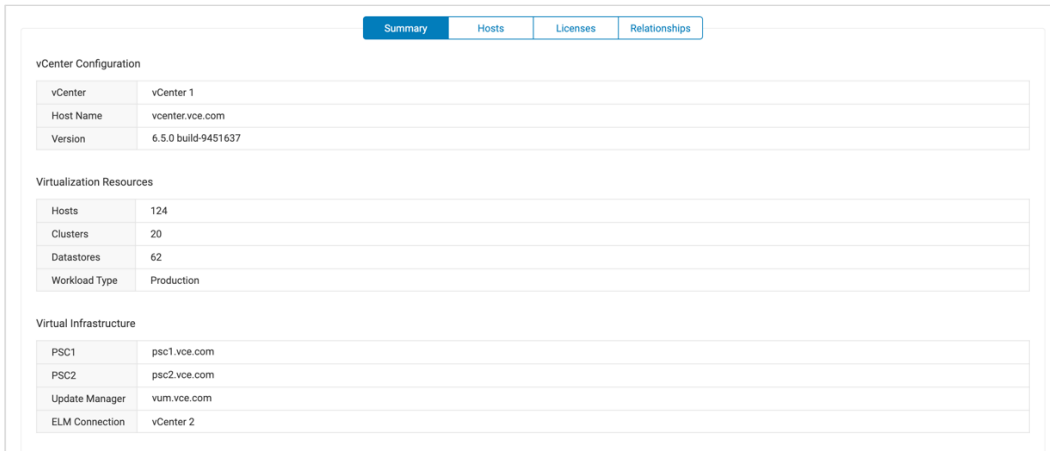 Summary Hosts Licenses Relationships
vCenter Configuration
vCenter vCenter 1
Host Name vcenter.vce.com
Version 6.5.0 build-9451637
Virtualization Resources
Hosts 124
Clusters 20
Datastores 62
Workload Type Production
Virtual Infrastructure
PSC1 psc1.vce.com
PSC2 psc2.vce.com
Update Manager vum.vce.com
ELM Connection vCenter 2